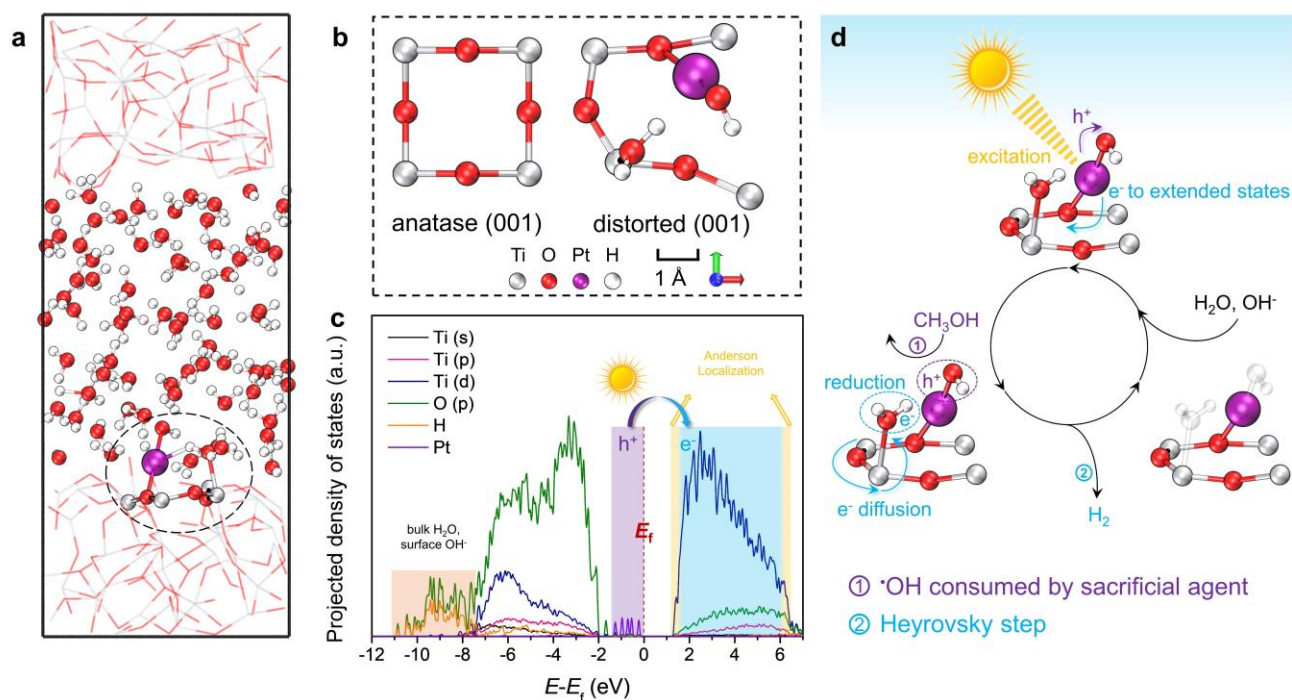 a
b
anatase (001)
distorted (001)
Ti O Pt H
1 Å
c
Ti (s)
Ti (p)
Ti (d)
O (p)
H
Pt
Anderson
Localization
h⁺
e⁻
E_f
bulk H₂O,
surface OH⁻
Projected density of states (a.u.)
-12 -10 -8 -6 -4 -2 0 2 4 6
E-E_f (eV)
d
h⁺
excitation
e⁻ to extended states
H₂O, OH⁻
CH₃OH
①
reduction
h⁺
e⁻
e⁻ diffusion
②
H₂
① •OH consumed by sacrificial agent
② Heyrovsky step